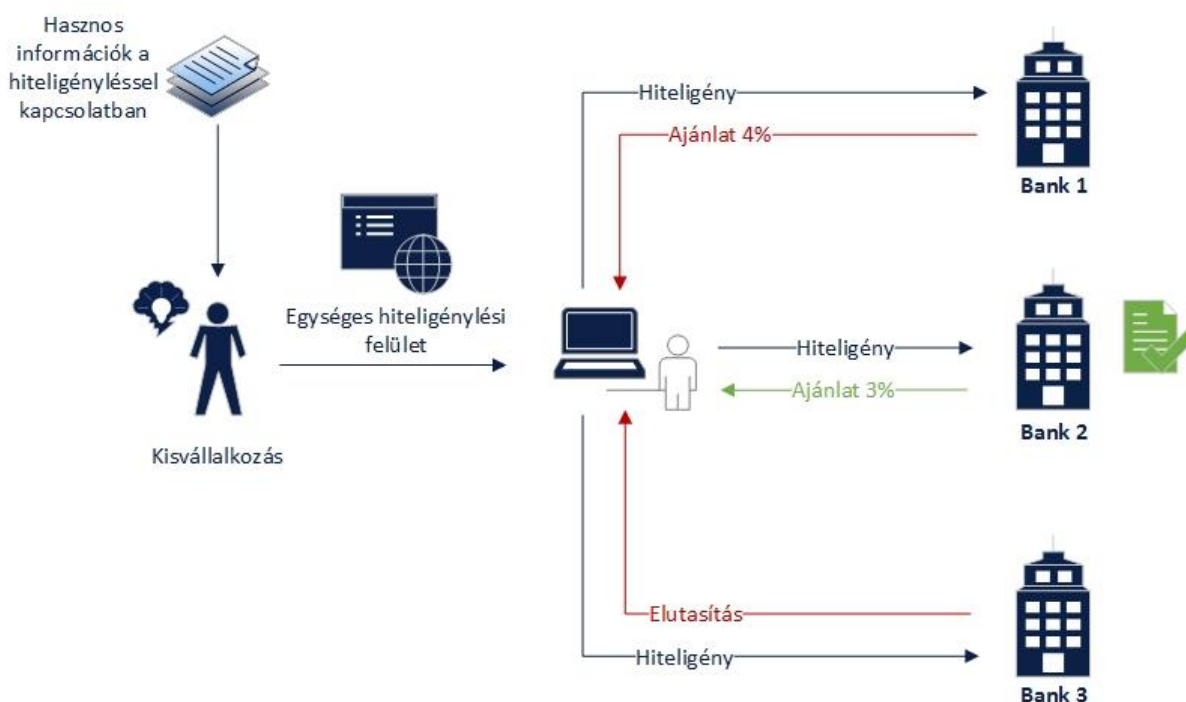 Hasznos
információk a
hiteligényléssel
kapcsolatban
Hiteligény
Ajánlat 4%
Bank 1
Egységes hiteligénylési
felület
Hiteligény
Ajánlat 3%
Bank 2
Kisvállalkozás
Elutasítás
Hiteligény
Bank 3